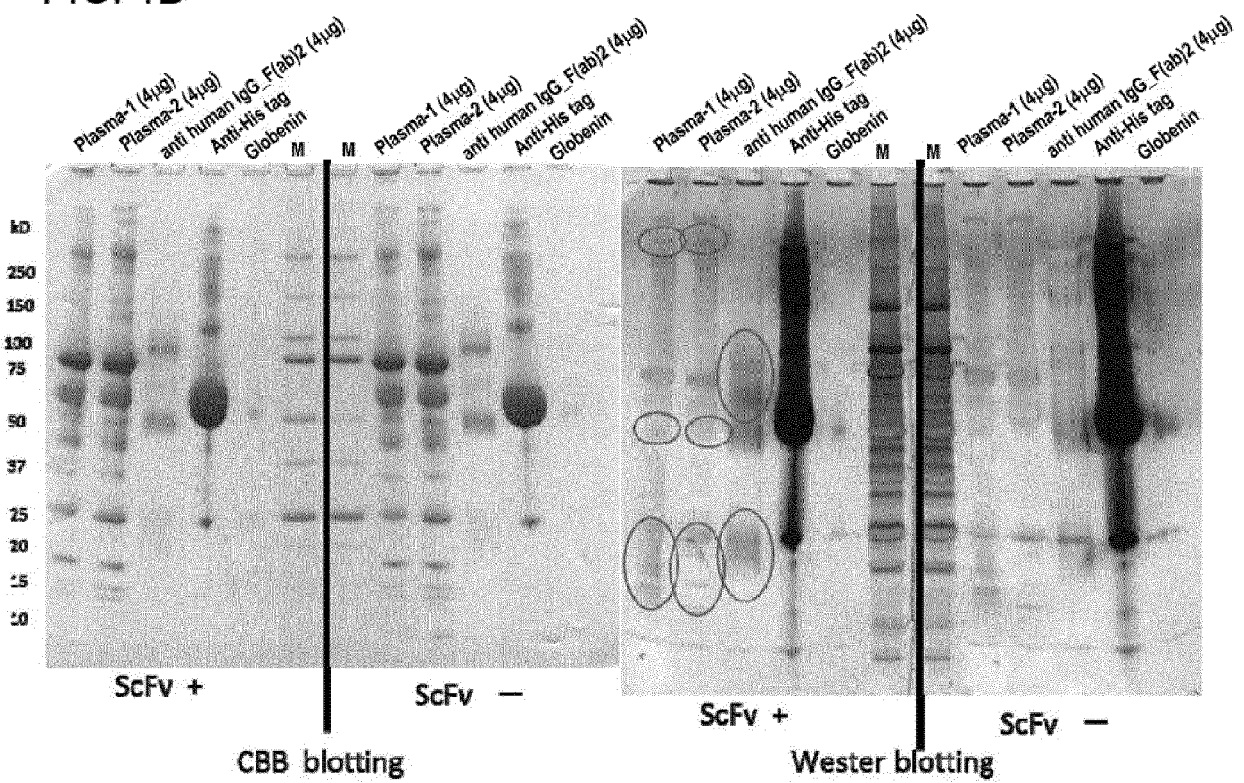 Plasma-1 (4μg)
Plasma-2 (4μg)
anti human IgG_F(ab)2 (4μg)
Anti-His tag
Globenin
M
M
Plasma-1 (4μg)
Plasma-2 (4μg)
anti human IgG_F(ab)2 (4μg)
Anti-His tag
Globenin
Plasma-1 (4μg)
Plasma-2 (4μg)
anti human IgG_F(ab)2 (4μg)
Anti-His tag
Globenin
M
M
Plasma-1 (4μg)
Plasma-2 (4μg)
anti human IgG_F(ab)2 (4μg)
Anti-His tag
Globenin
kD
250
150
100
75
50
37
25
20
15
10
ScFv +
ScFv —
ScFv +
ScFv —
CBB blotting
Wester blotting